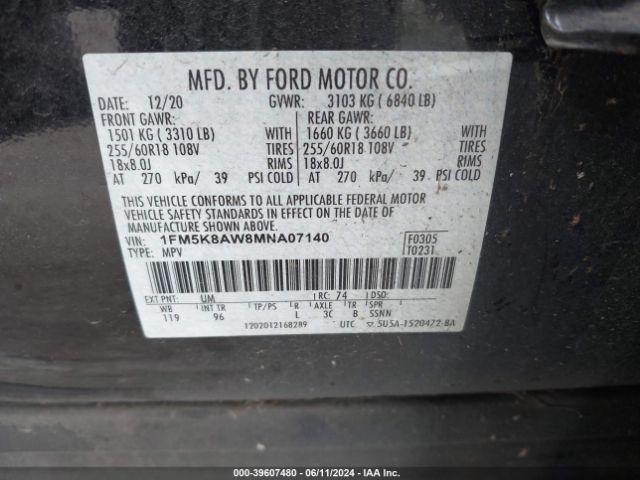 MFD. BY FORD MOTOR CO.
DATE: 12/20 GVWR: 3103 KG ( 6840 LB)
FRONT GAWR: REAR GAWR:
1501 KG ( 3310 LB) WITH 1660 KG ( 3660 LB) WITH
255/60R18 108V TIRES 255/60R18 108V TIRES
18x8.0J RIMS 18x8.0J RIMS
AT 270 kPa/ 39 PSI COLD AT 270 kPa/ 39 PSI COLD
THIS VEHICLE CONFORMS TO ALL APPLICABLE FEDERAL MOTOR
VEHICLE SAFETY STANDARDS IN EFFECT ON THE DATE OF
MANUFACTURE SHOWN ABOVE.
VIN: 1FM5K8AW8MNA07140 F0305
TYPE: MPV T0231
EXT PNT: UM RC: 74 DSO:
WB INT TR TP/PS R AXLE TR SPR
119 96 L 3C B SSNN
1202012168289 UTC 5U5A-1520472-BA
000-39607480 - 06/11/2024 - IAAI.com